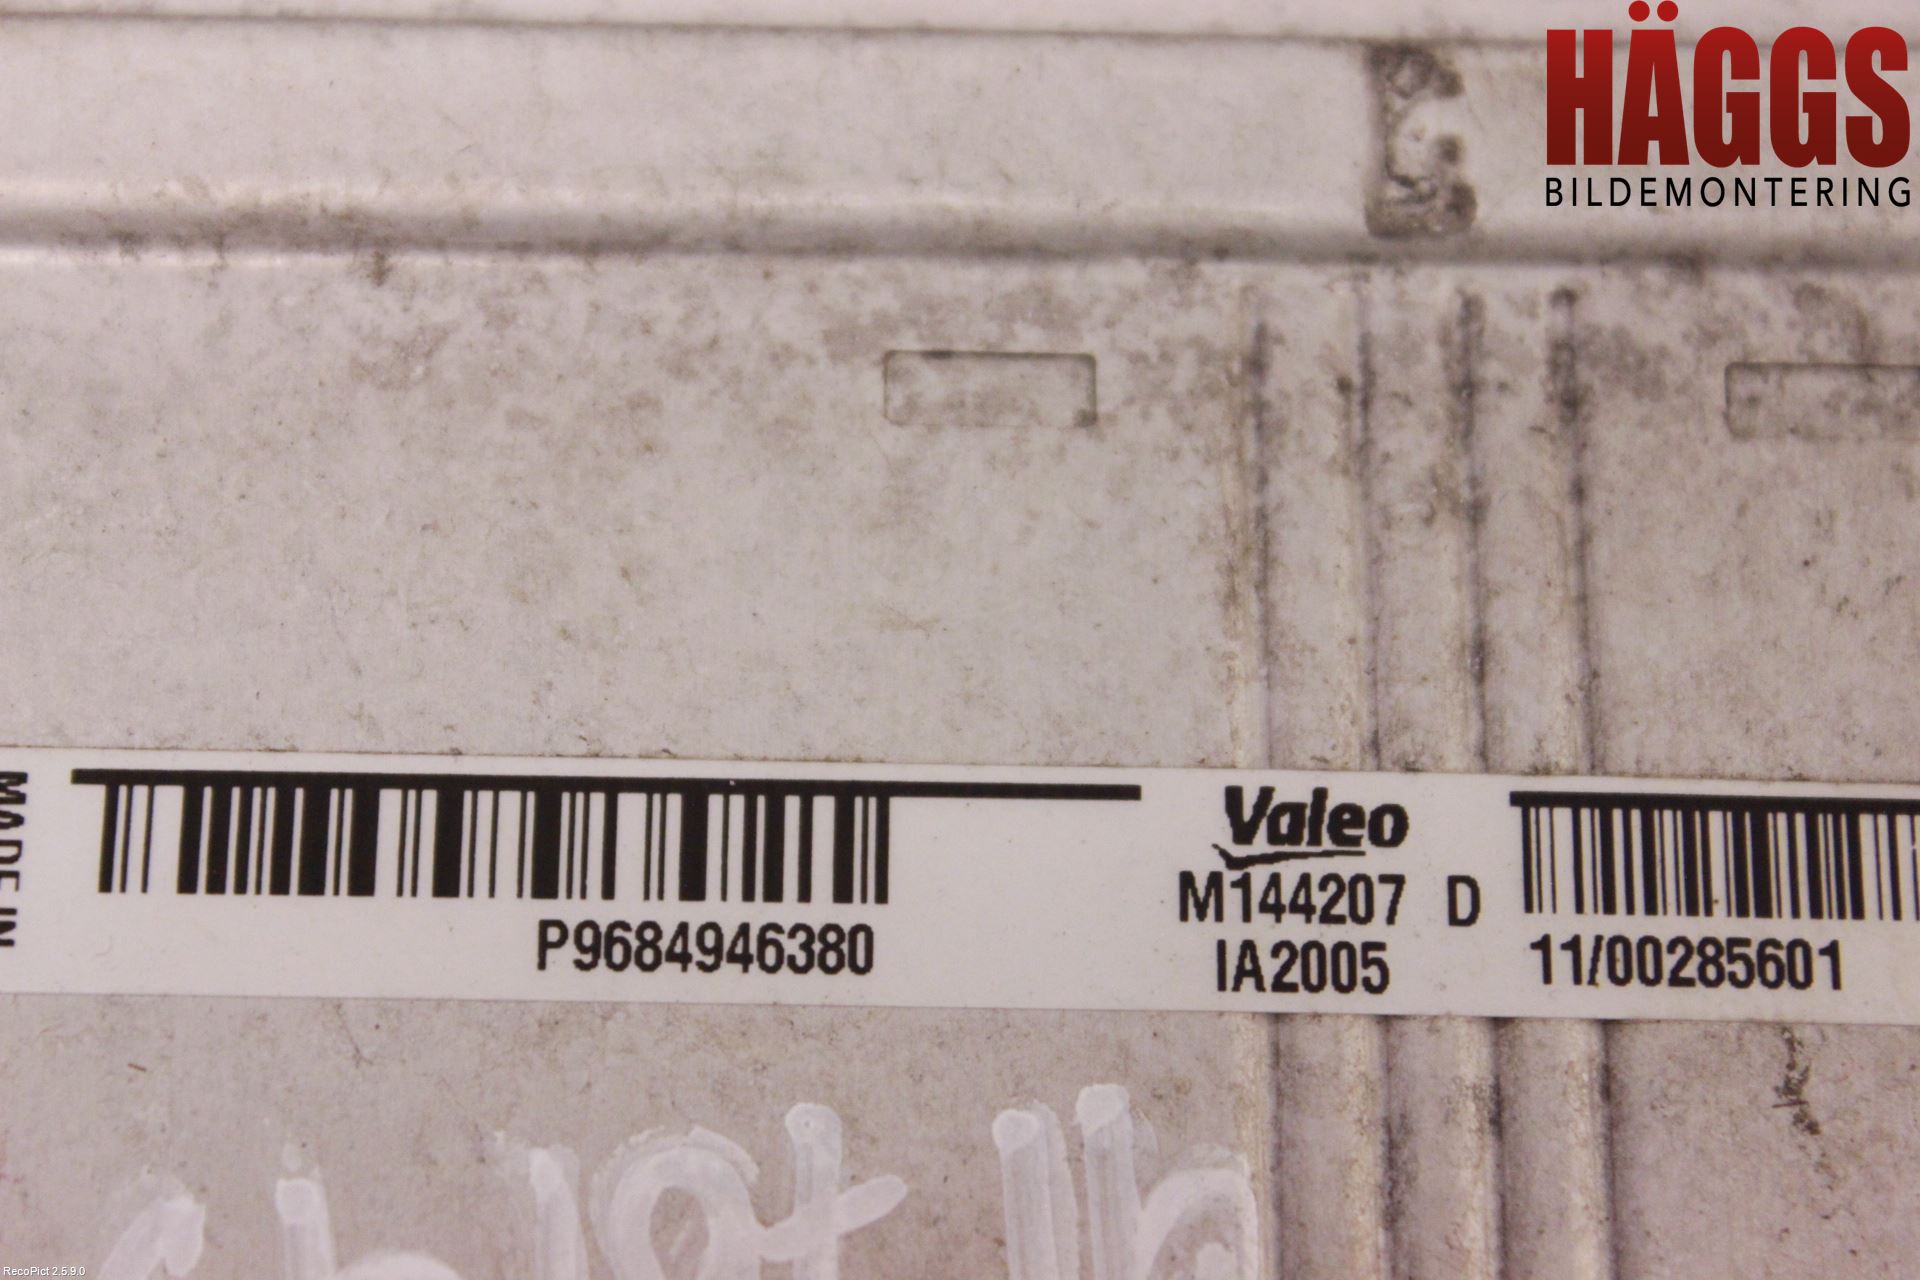 HÄGGS
BILDEMONTERING
MADE IN
Valeo
P9684946380
M144207 D
IA2005
11/00285601
RecoPict 2.5.9.0